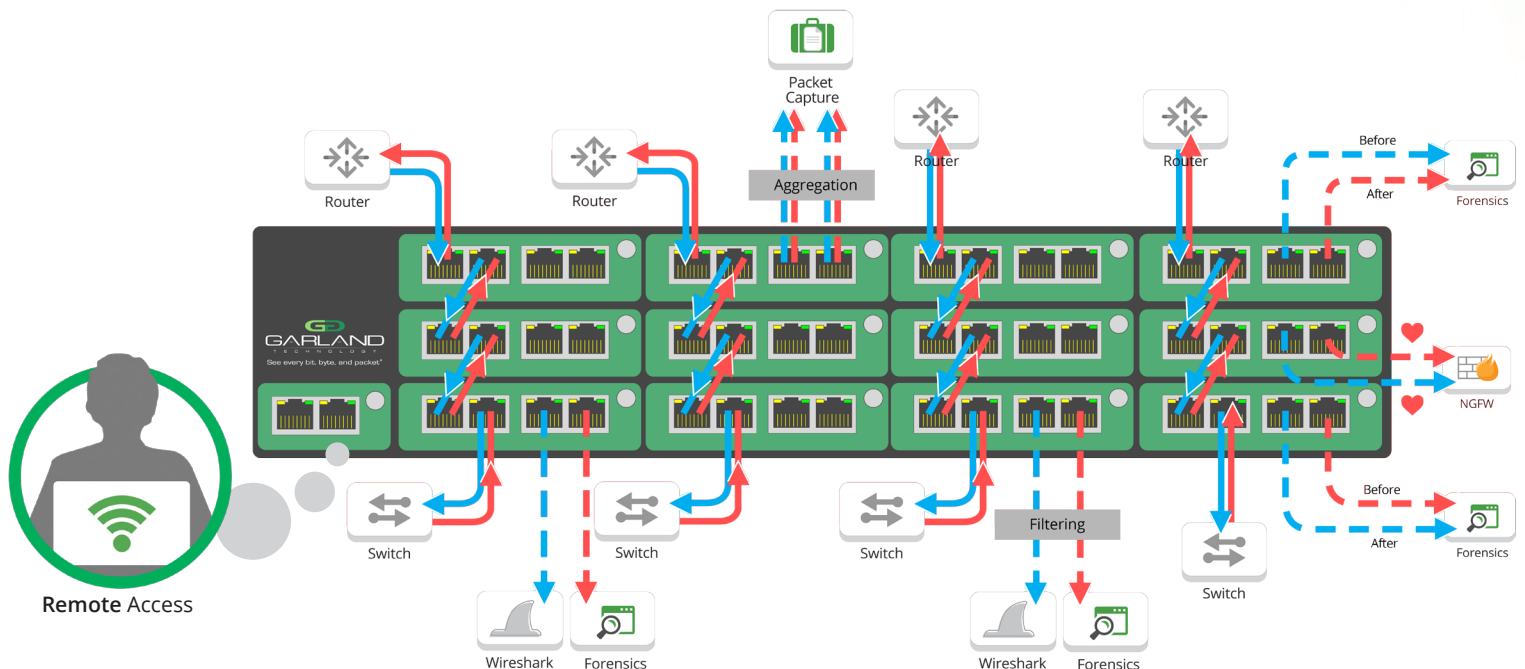 Packet
Capture
Router
Router
Router
Router
Aggregation
Before
After
Forensics
GARLAND
TECHNOLOGY
See every bit, byte, and packet®
NGFW
Switch
Switch
Switch
Filtering
Before
After
Forensics
Switch
Remote Access
Wireshark
Forensics
Wireshark
Forensics